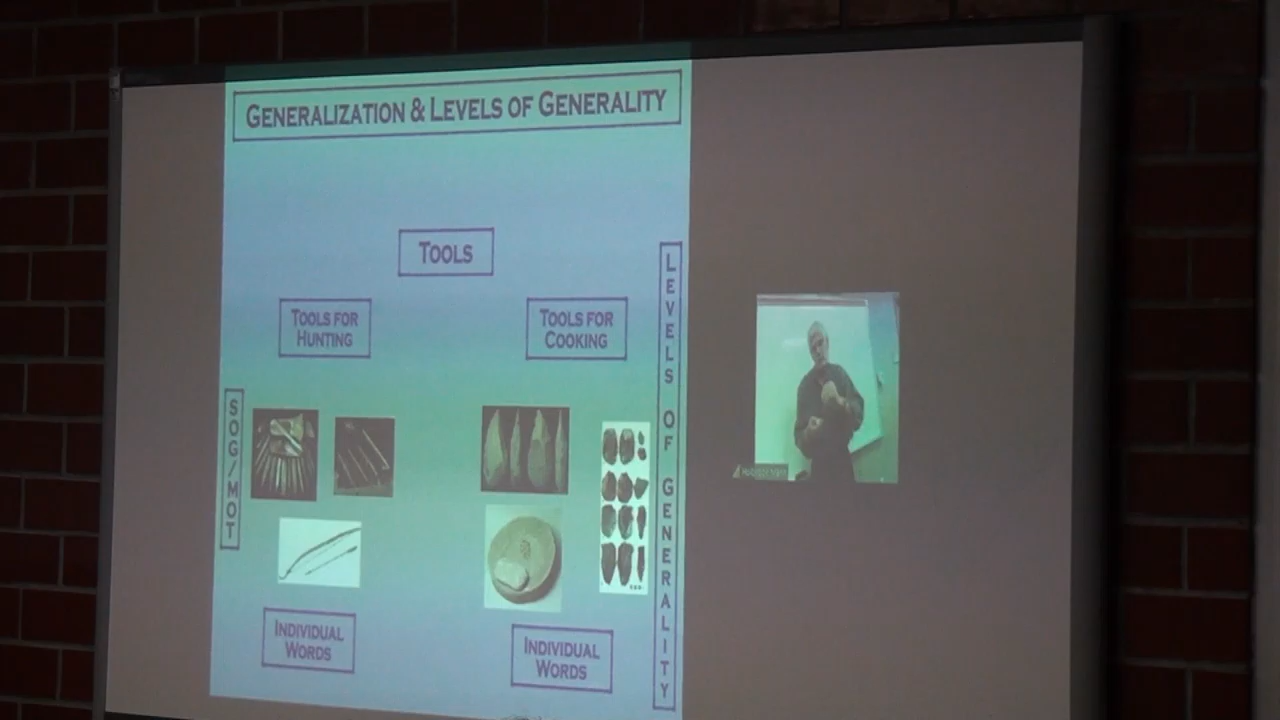 GENERALIZATION & LEVELS OF GENERALITY
TOOLS
TOOLS FOR
HUNTING
TOOLS FOR
COOKING
SOG/MOT
LEVELS OF GENERALITY
INDIVIDUAL
WORDS
INDIVIDUAL
WORDS